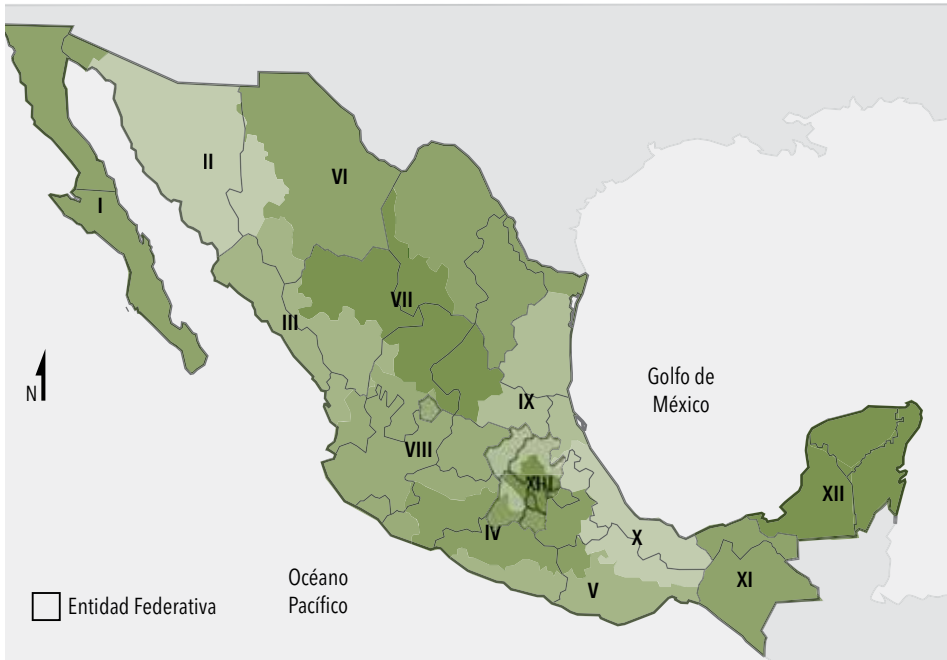 II
VI
I
VII
III
N
Golfo de
México
IX
VIII
XIII
XII
IV
X
XI
Océano
Pacífico
V
Entidad Federativa